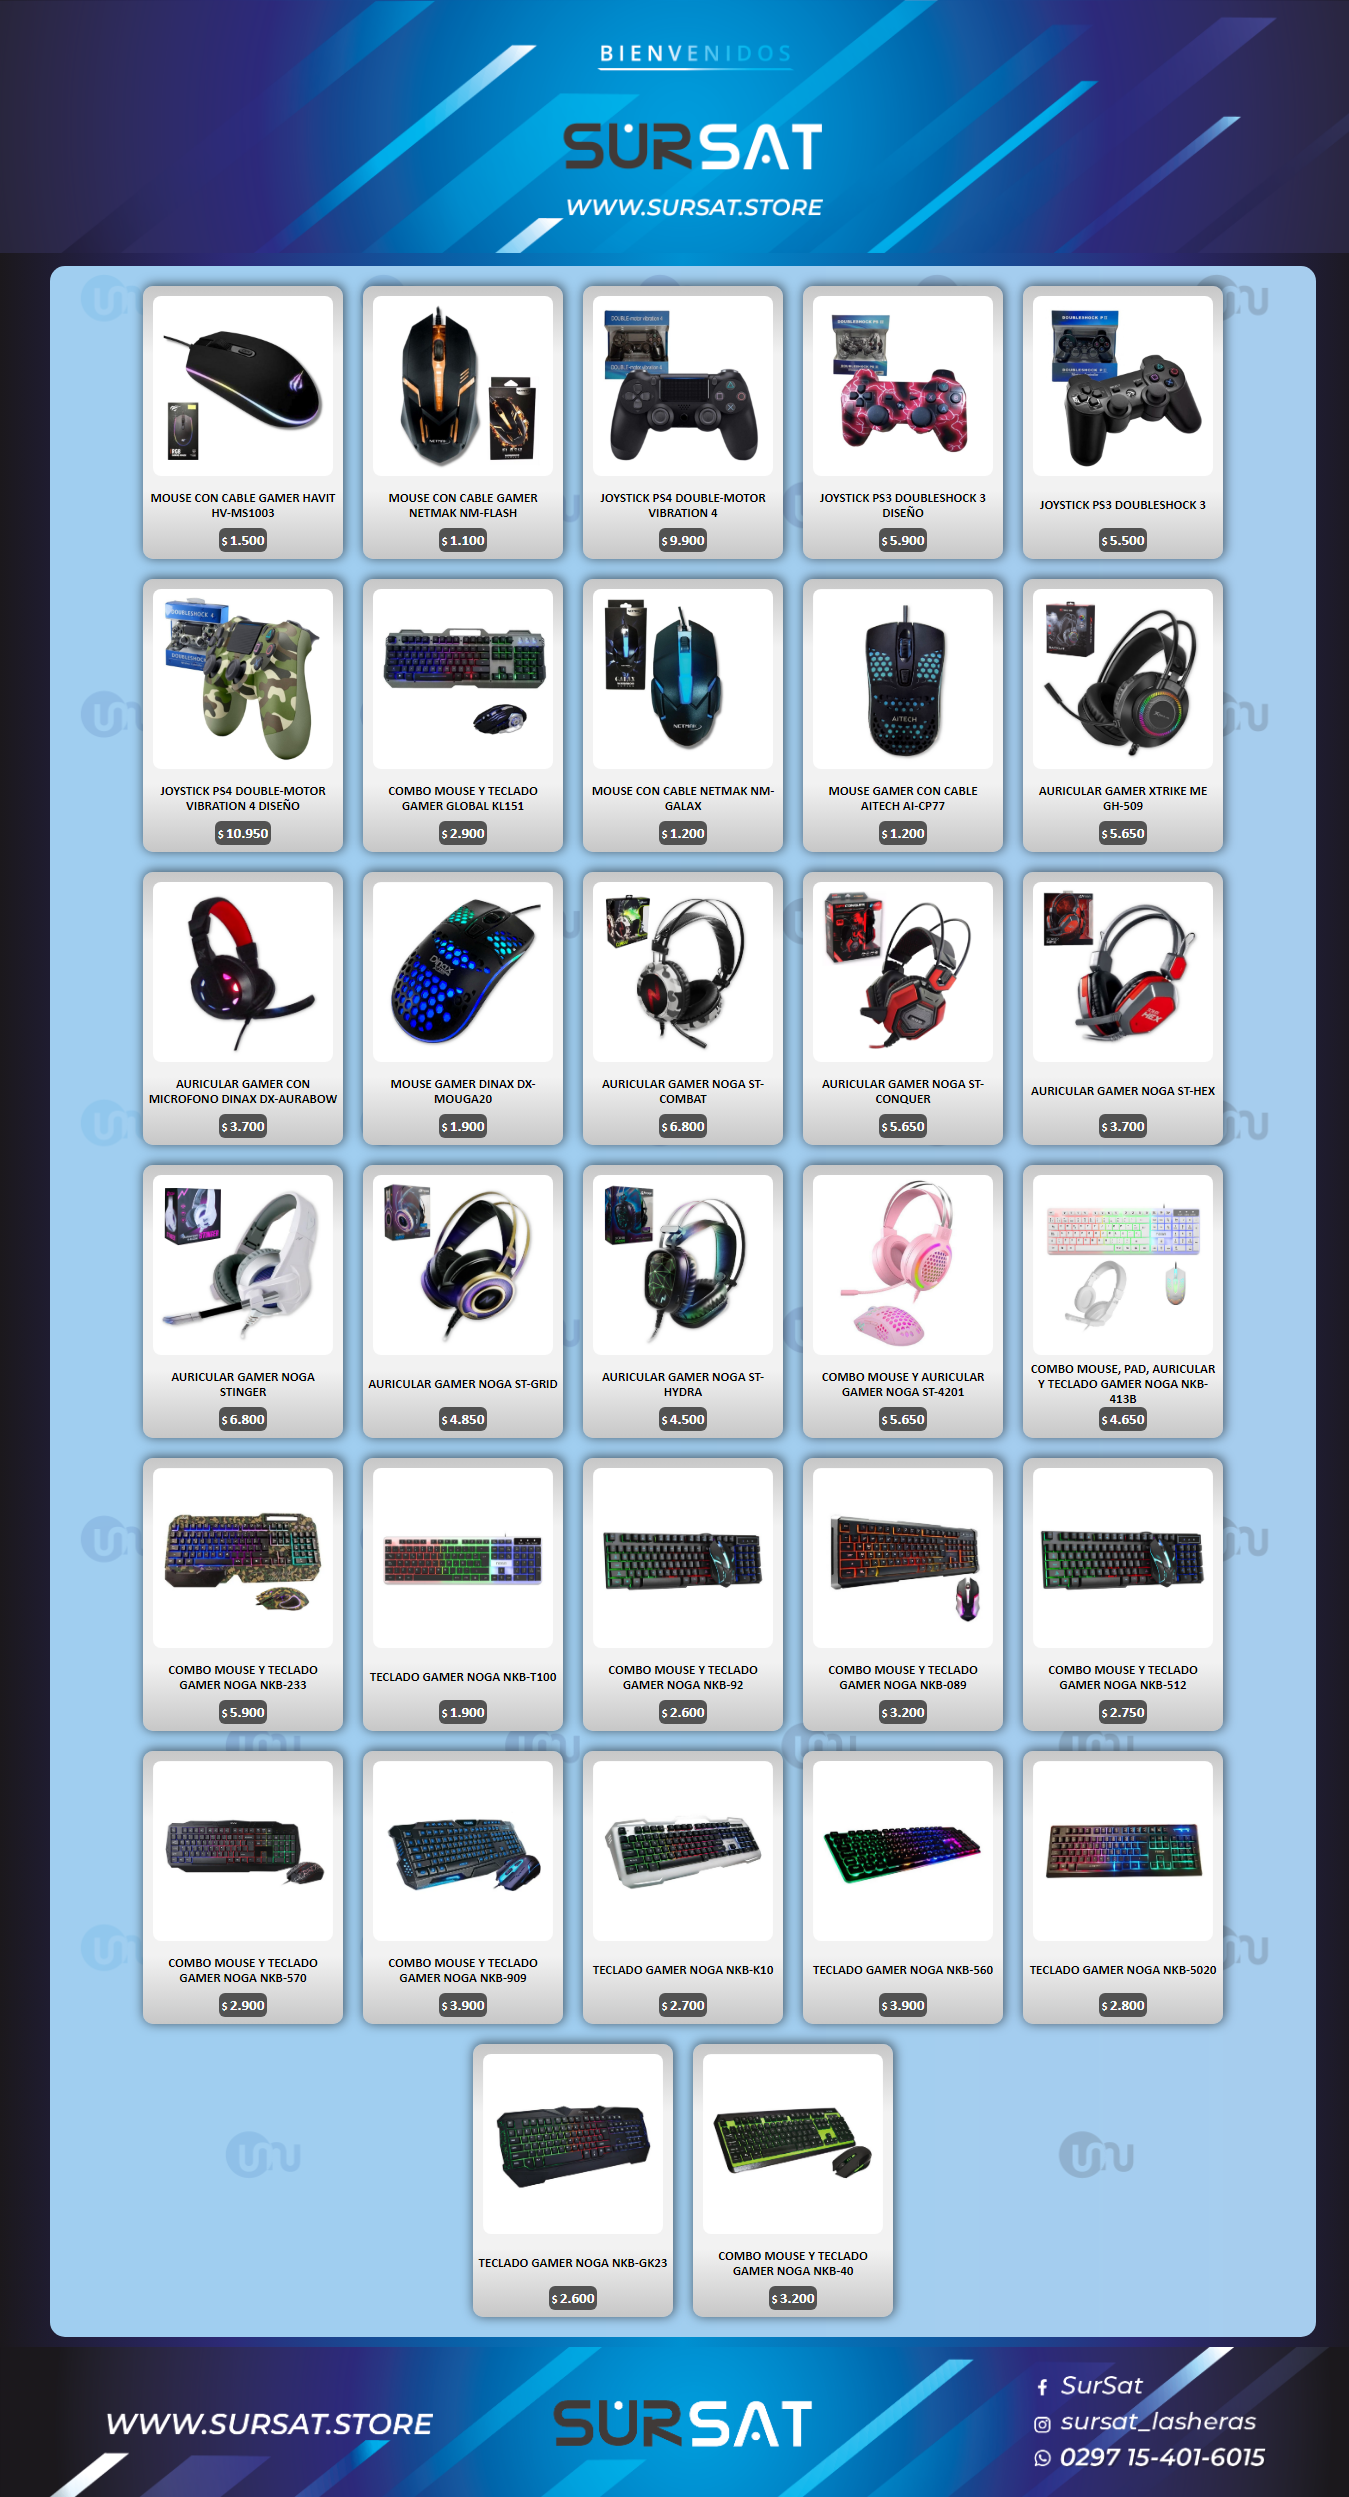 BIENVENIDOS
SURSAT
WWW.SURSAT.STORE
MOUSE CON CABLE GAMER HAVIT
HV-MS1003
$ 1.500
MOUSE CON CABLE GAMER
NETMAK NM-FLASH
$ 1.100
JOYSTICK PS4 DOUBLE-MOTOR
VIBRATION 4
$ 9.900
JOYSTICK PS3 DOUBLESHOCK 3
DISEÑO
$ 5.900
JOYSTICK PS3 DOUBLESHOCK 3
$ 5.500
JOYSTICK PS4 DOUBLE-MOTOR
VIBRATION 4 DISEÑO
$ 10.950
COMBO MOUSE Y TECLADO
GAMER GLOBAL KL151
$ 2.900
MOUSE CON CABLE NETMAK NM-
GALAX
$ 1.200
MOUSE GAMER CON CABLE
AITECH AI-CP77
$ 1.200
AURICULAR GAMER XTRIKE ME
GH-509
$ 5.650
AURICULAR GAMER CON
MICROFONO DINAX DX-AURABOW
$ 3.700
MOUSE GAMER DINAX DX-
MOUGA20
$ 1.900
AURICULAR GAMER NOGA ST-
COMBAT
$ 6.800
AURICULAR GAMER NOGA ST-
CONQUER
$ 5.650
AURICULAR GAMER NOGA ST-HEX
$ 3.700
AURICULAR GAMER NOGA
STINGER
$ 6.800
AURICULAR GAMER NOGA ST-GRID
$ 4.850
AURICULAR GAMER NOGA ST-
HYDRA
$ 4.500
COMBO MOUSE Y AURICULAR
GAMER NOGA ST-4201
$ 5.650
COMBO MOUSE, PAD, AURICULAR
Y TECLADO GAMER NOGA NKB-
413B
$ 4.650
COMBO MOUSE Y TECLADO
GAMER NOGA NKB-233
$ 5.900
TECLADO GAMER NOGA NKB-T100
$ 1.900
COMBO MOUSE Y TECLADO
GAMER NOGA NKB-92
$ 2.600
COMBO MOUSE Y TECLADO
GAMER NOGA NKB-089
$ 3.200
COMBO MOUSE Y TECLADO
GAMER NOGA NKB-512
$ 2.750
COMBO MOUSE Y TECLADO
GAMER NOGA NKB-570
$ 2.900
COMBO MOUSE Y TECLADO
GAMER NOGA NKB-909
$ 3.900
TECLADO GAMER NOGA NKB-K10
$ 2.700
TECLADO GAMER NOGA NKB-560
$ 3.900
TECLADO GAMER NOGA NKB-5020
$ 2.800
TECLADO GAMER NOGA NKB-GK23
$ 2.600
COMBO MOUSE Y TECLADO
GAMER NOGA NKB-40
$ 3.200
WWW.SURSAT.STORE
SURSAT
SurSat
sursat_lasheras
0297 15-401-6015